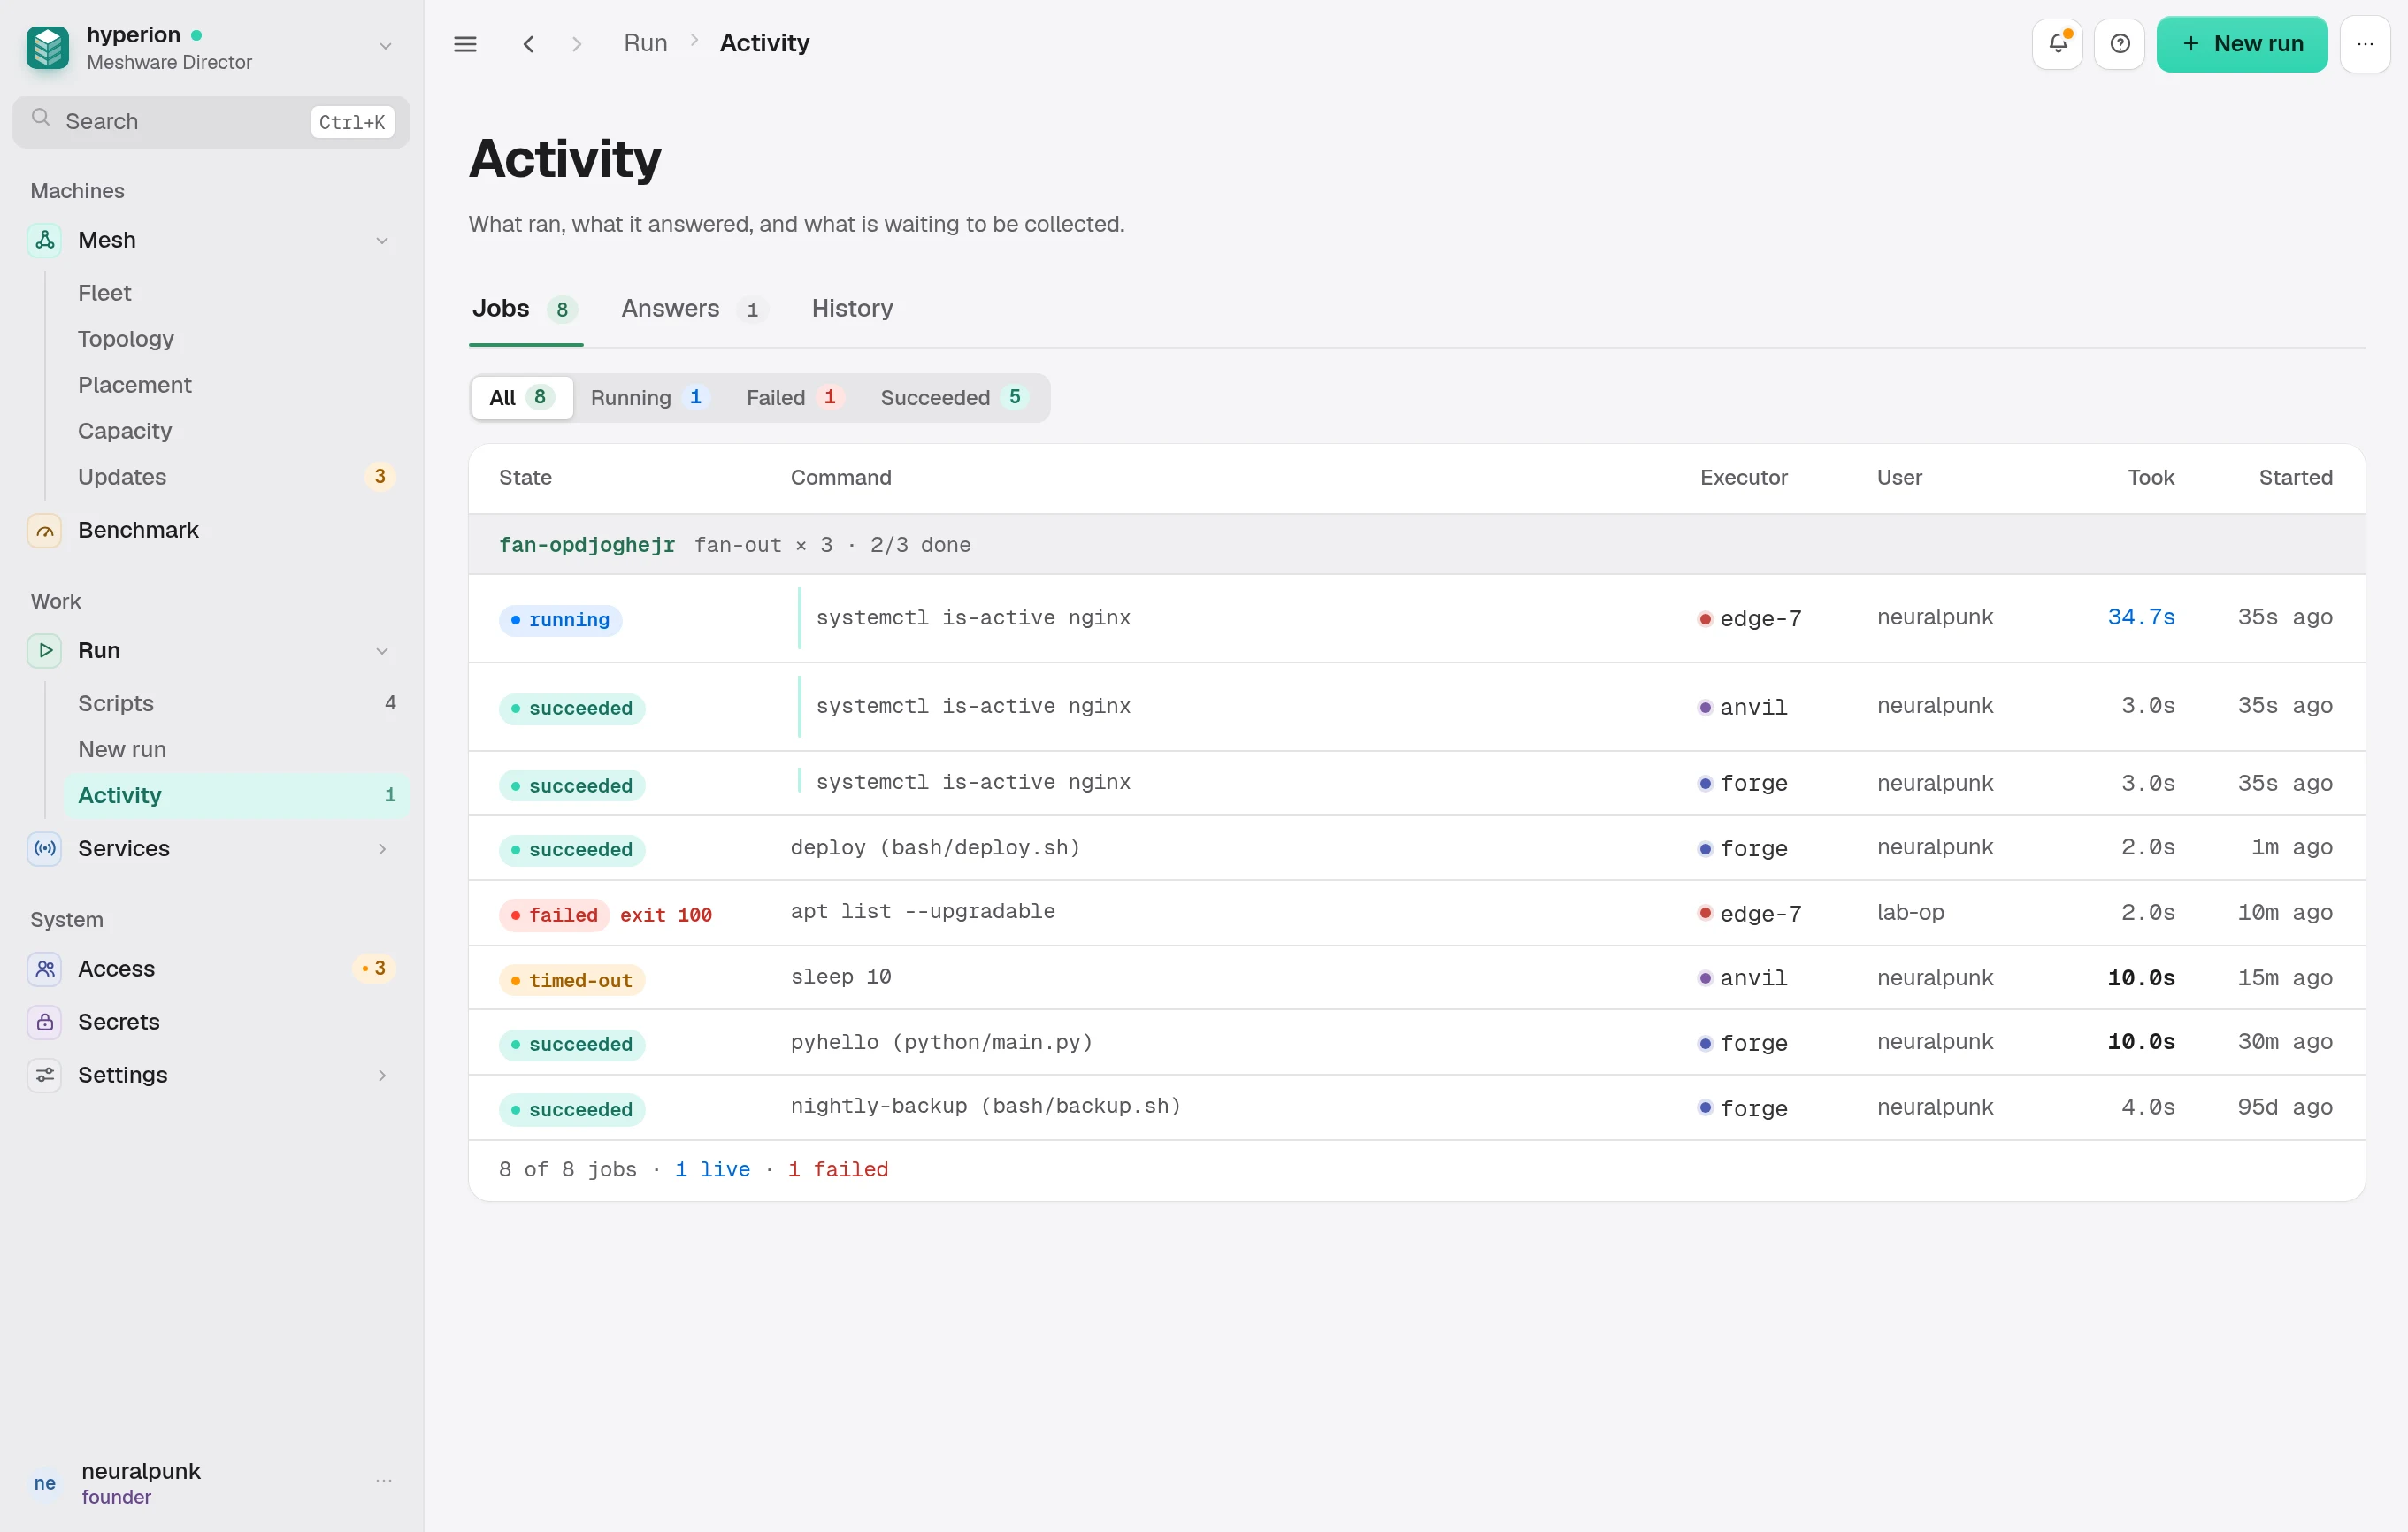 hyperion
Meshware Director
Search Ctrl+K
Machines
Mesh
Fleet
Topology
Placement
Capacity
Updates 3
Benchmark
Work
Run
Scripts 4
New run
Activity 1
Services
System
Access 3
Secrets
Settings
ne
neuralpunk
founder
...
Run > Activity
+ New run
...
Activity
What ran, what it answered, and what is waiting to be collected.
Jobs 8 Answers 1 History
All 8 Running 1 Failed 1 Succeeded 5
State Command Executor User Took Started
fan-opdjoghejr fan-out × 3 · 2/3 done
running systemctl is-active nginx edge-7 neuralpunk 34.7s 35s ago
succeeded systemctl is-active nginx anvil neuralpunk 3.0s 35s ago
succeeded systemctl is-active nginx forge neuralpunk 3.0s 35s ago
succeeded deploy (bash/deploy.sh) forge neuralpunk 2.0s 1m ago
failed exit 100 apt list --upgradable edge-7 lab-op 2.0s 10m ago
timed-out sleep 10 anvil neuralpunk 10.0s 15m ago
succeeded pyhello (python/main.py) forge neuralpunk 10.0s 30m ago
succeeded nightly-backup (bash/backup.sh) forge neuralpunk 4.0s 95d ago
8 of 8 jobs · 1 live · 1 failed